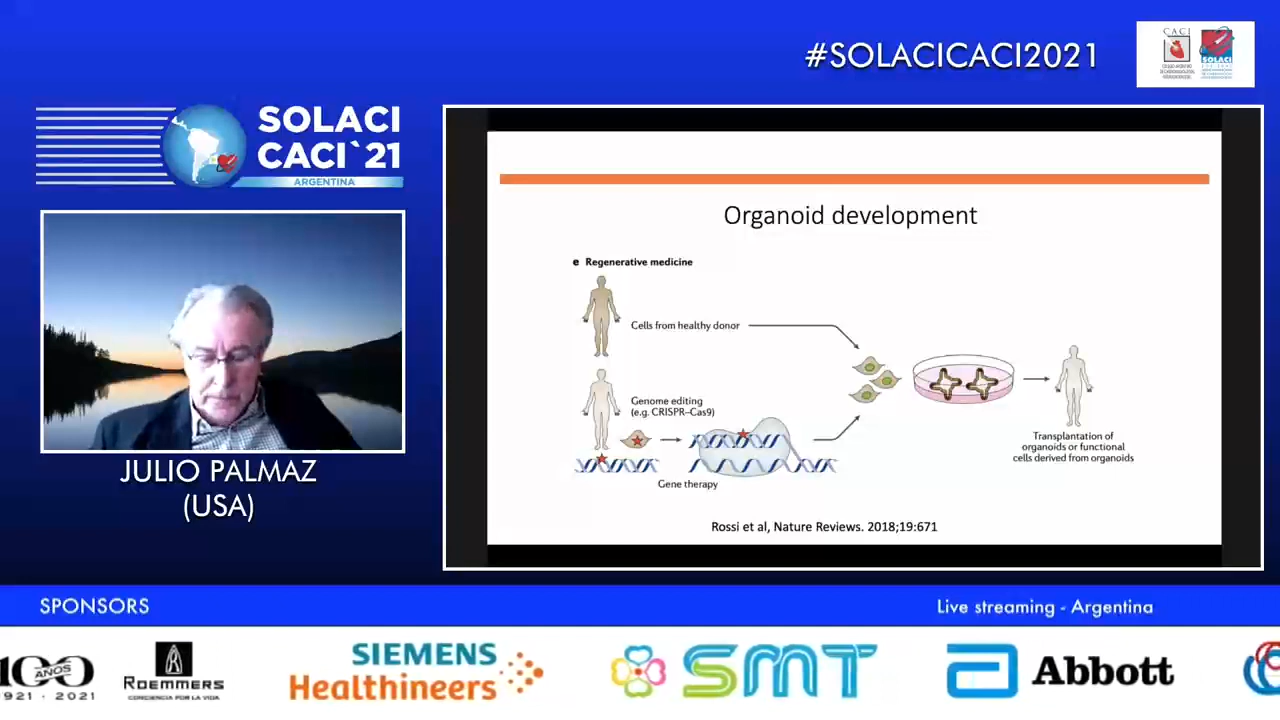 #SOLACICACI2021
CACI
SOLACI
SOLACI
CACI`21
ARGENTINA
JULIO PALMAZ
(USA)
Organoid development
e Regenerative medicine
Cells from healthy donor
Genome editing
(e.g. CRISPR–Cas9)
Gene therapy
Transplantation of
organoids or functional
cells derived from organoids
Rossi et al, Nature Reviews. 2018;19:671
SPONSORS
Live streaming - Argentina
100
AÑOS
1921 · 2021
ROEMMERS
CONCIENCIA POR LA VIDA
SIEMENS
Healthineers
SMT
Abbott